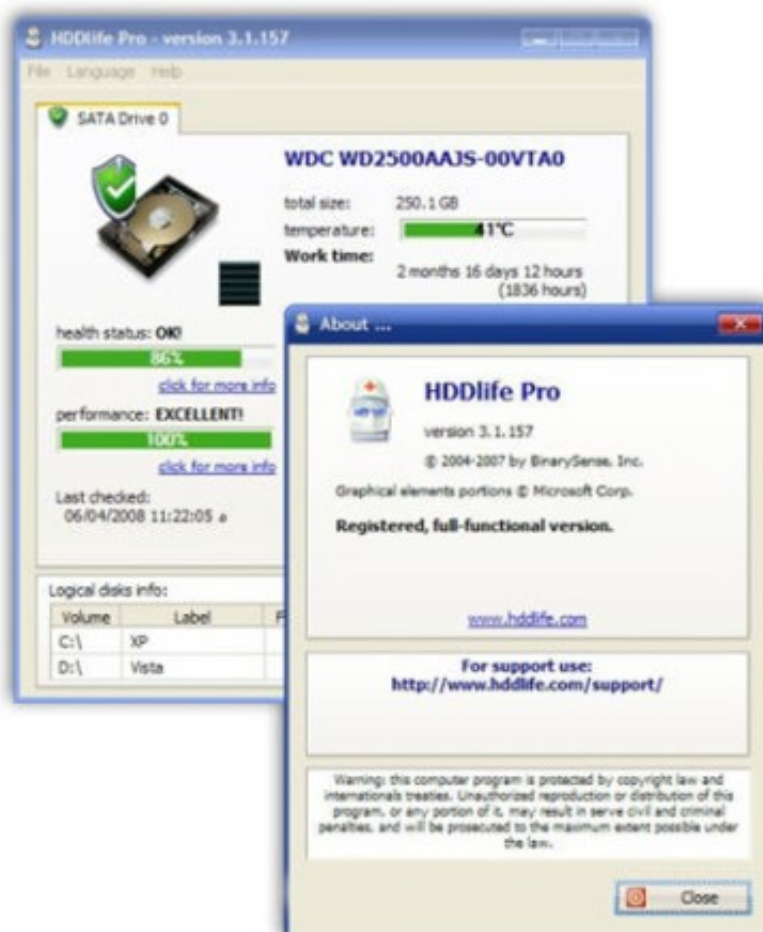 HDDlife Pro - version 3.1.157
File Language Help
SATA Drive 0
WDC WD2500AAJS-00VTA0
total size: 250.1 GB
temperature: 41°C
Work time:
2 months 16 days 12 hours
(1836 hours)
health status: OK!
86%
click for more info
performance: EXCELLENT!
100%
click for more info
Last checked:
06/04/2008 11:22:05 م
Logical disks info:
Volume Label F
C:\ XP
D:\ Vista
About ...
HDDlife Pro
version 3.1.157
© 2004-2007 by BinarySense, Inc.
Graphical elements portions © Microsoft Corp.
Registered, full-functional version.
www.hddlife.com
For support use:
http://www.hddlife.com/support/
Warning: this computer program is protected by copyright law and
internationals treaties. Unauthorized reproduction or distribution of this
program, or any portion of it, may result in serve civil and criminal
penalties, and will be prosecuted to the maximum extent possible under
the law.
Close